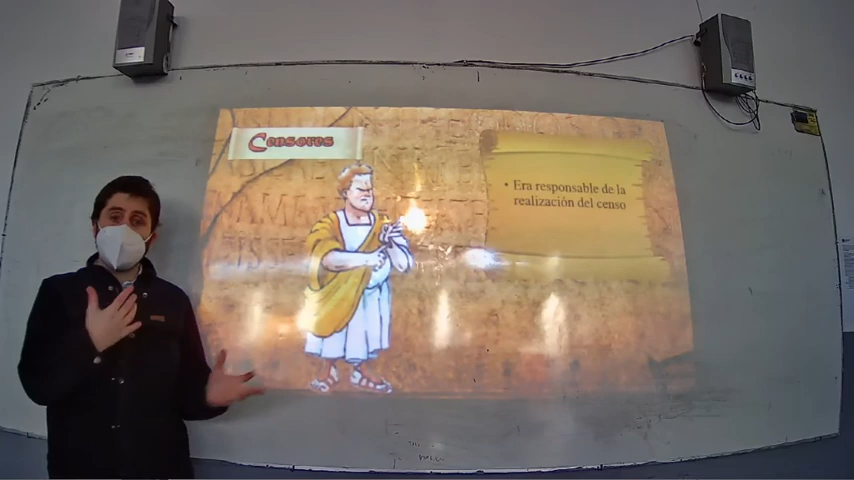 Censores
• Era responsable de la
realización del censo